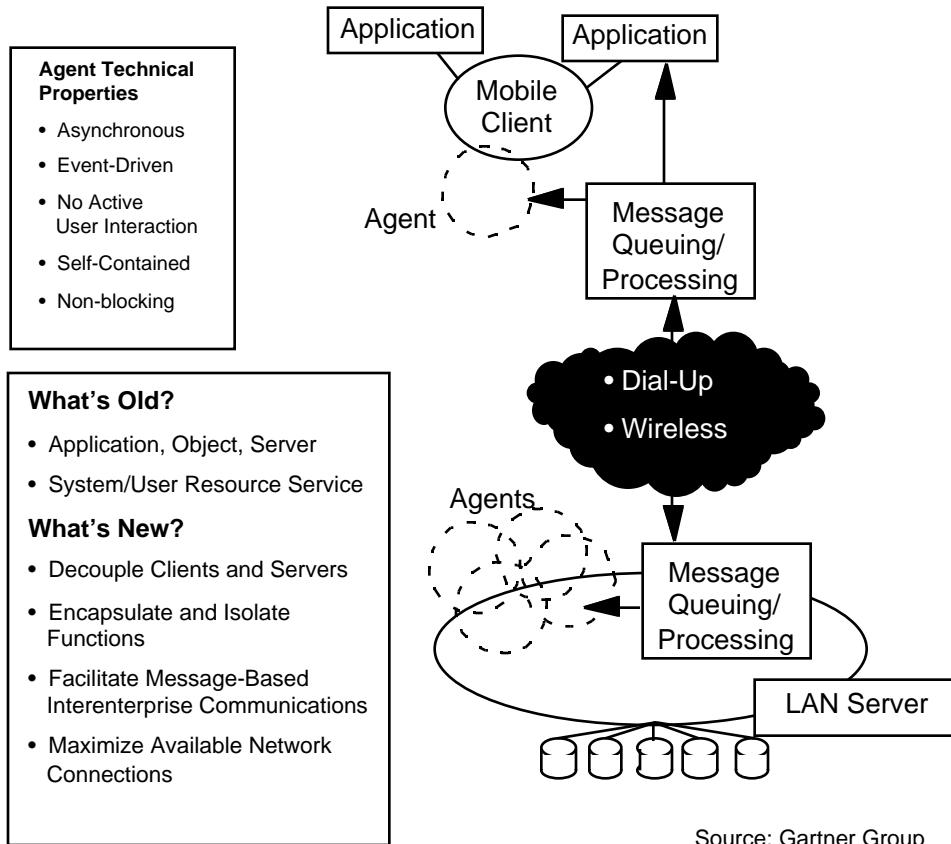 Application
Application
Mobile
Client
Agent
Message
Queuing/
Processing
Agent Technical
Properties
• Asynchronous
• Event-Driven
• No Active
User Interaction
• Self-Contained
• Non-blocking
• Dial-Up
• Wireless
What's Old?
• Application, Object, Server
• System/User Resource Service
What's New?
• Decouple Clients and Servers
• Encapsulate and Isolate
Functions
• Facilitate Message-Based
Interenterprise Communications
• Maximize Available Network
Connections
Agents
Message
Queuing/
Processing
LAN Server
Source: Gartner Group